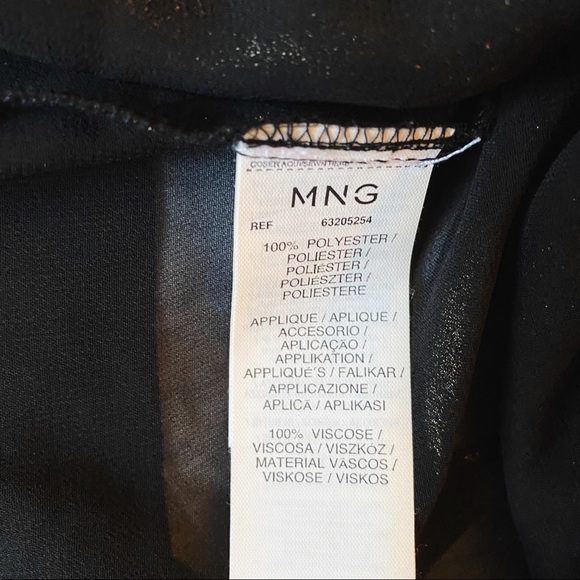 MNG
REF 63205254
100% POLYESTER /
POLIESTER /
POLIÉSTER /
POLIÉSZTER /
POLIESTERE
APPLIQUE / APLIQUE /
ACCESORIO /
APLICAÇÃO /
APPLIKATION /
APPLIQUÉ'S / FALIKAR /
APPLICAZIONE /
APLICĂ / APLIKASI
100% VISCOSE /
VISCOSA / VISZKÓZ /
MATERIAL VÂSCOS /
VISKOSE / VISKOS